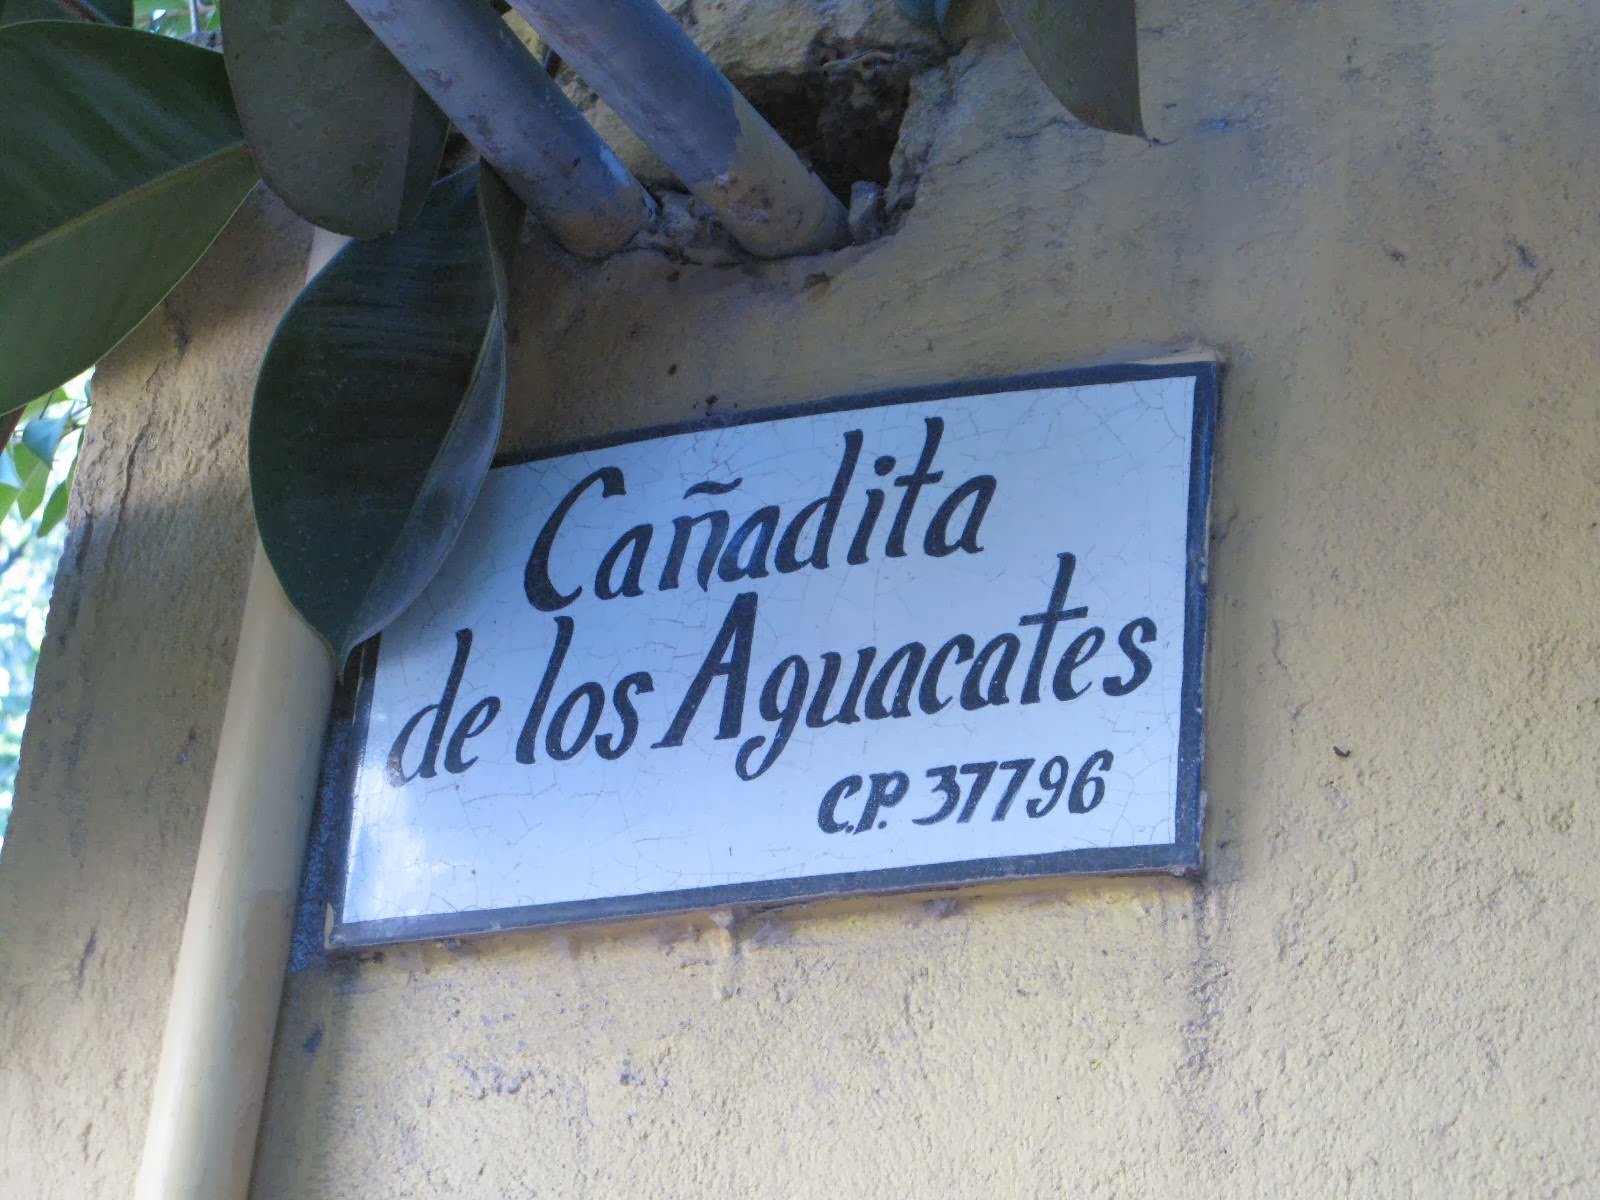 Cañadita
de los Aguacates
C.P. 37796